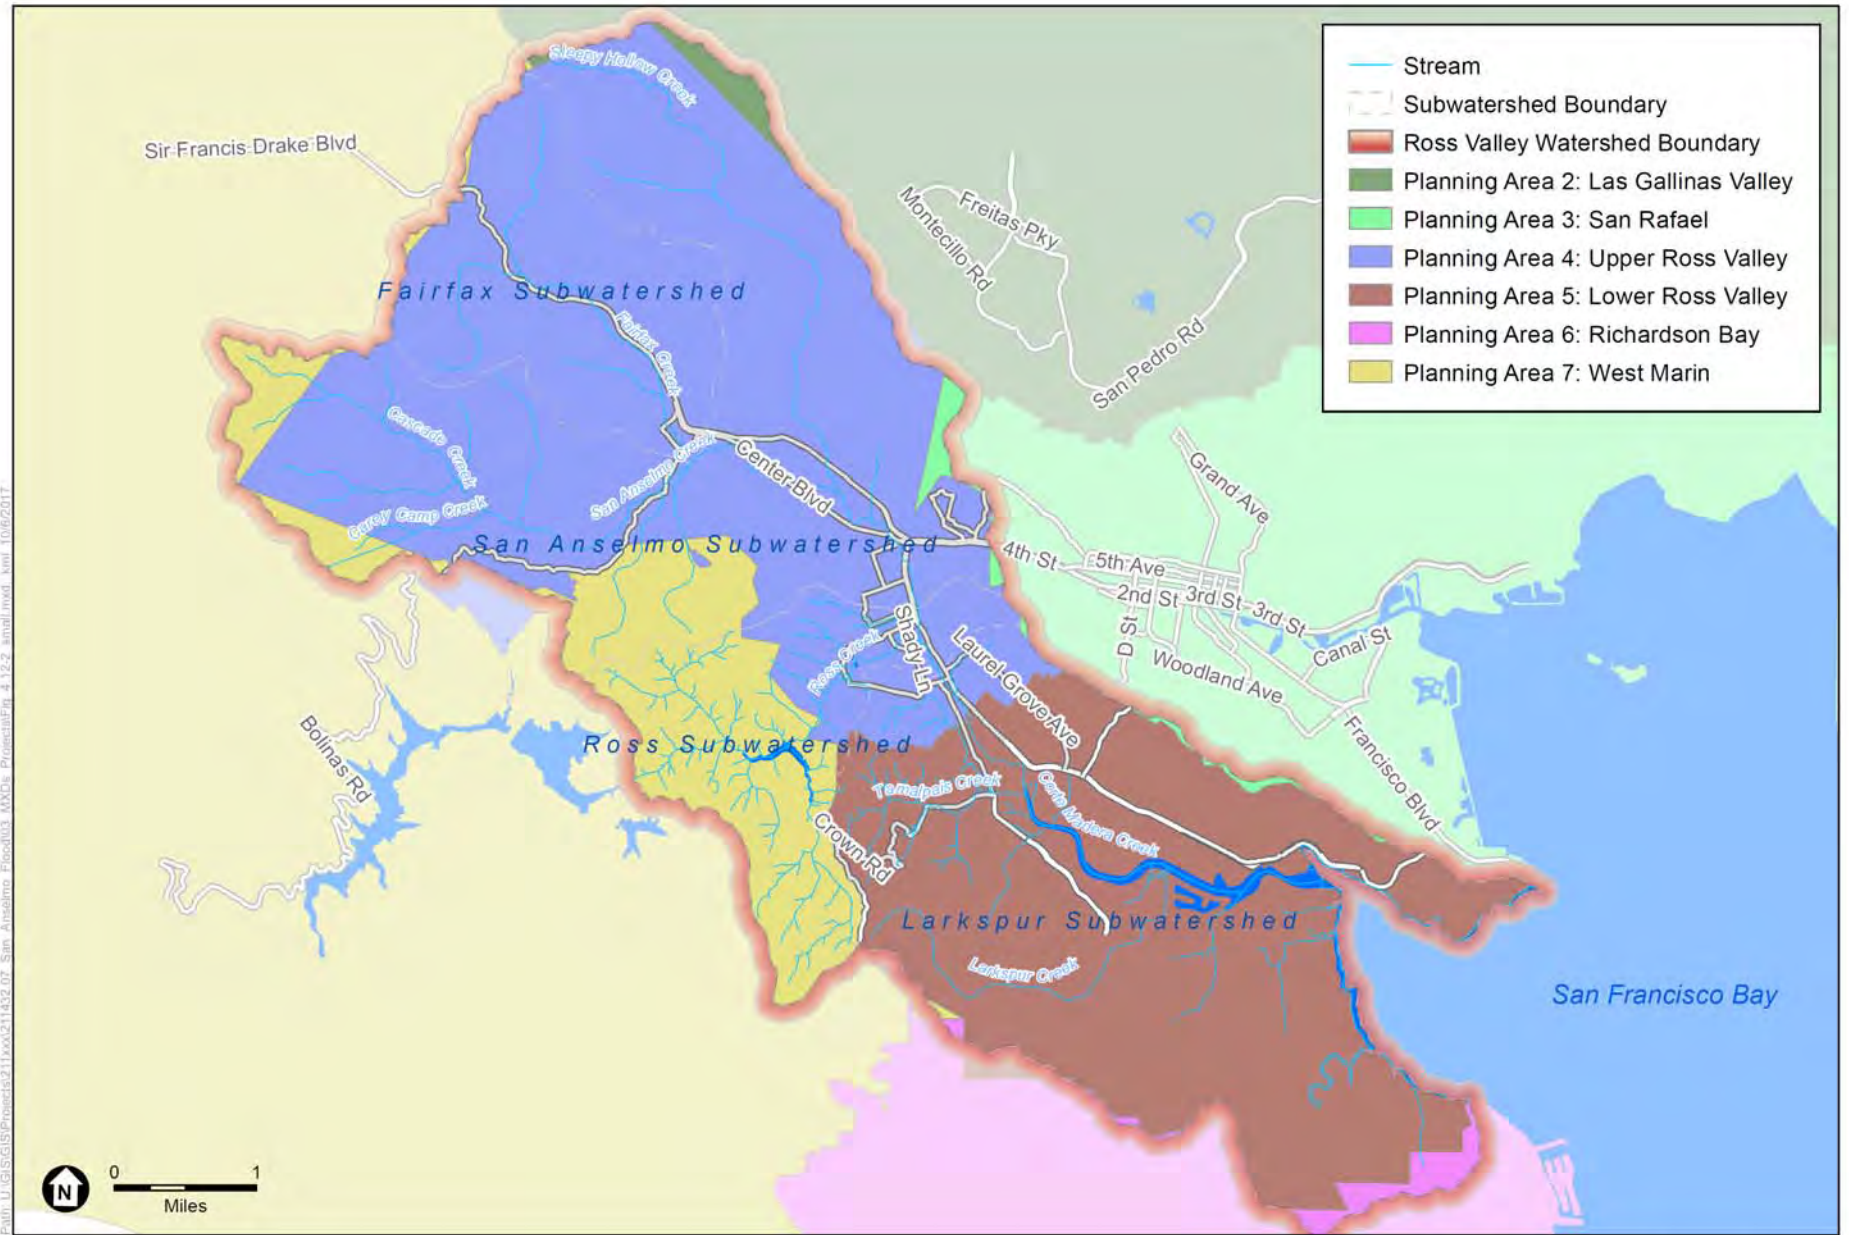 Stream
Subwatershed Boundary
Ross Valley Watershed Boundary
Planning Area 2: Las Gallinas Valley
Planning Area 3: San Rafael
Planning Area 4: Upper Ross Valley
Planning Area 5: Lower Ross Valley
Planning Area 6: Richardson Bay
Planning Area 7: West Marin
Sleepy Hollow Creek
Sir Francis Drake Blvd
Freitas Pky
Montecillo Rd
San Pedro Rd
Fairfax Subwatershed
Fairfax Creek
Cascade Creek
San Anselmo Creek
Center Blvd
Carey Camp Creek
Grand Ave
San Anselmo Subwatershed
4th St
5th Ave
2nd St
3rd St
3rd St
D St
Canal St
Woodland Ave
Shady Ln
Ross Creek
Laurel Grove Ave
Bolinas Rd
Ross Subwatershed
Francisco Blvd
Tamalpais Creek
Corte Madera Creek
Crown Rd
Larkspur Subwatershed
Larkspur Creek
San Francisco Bay
N
0 1
Miles